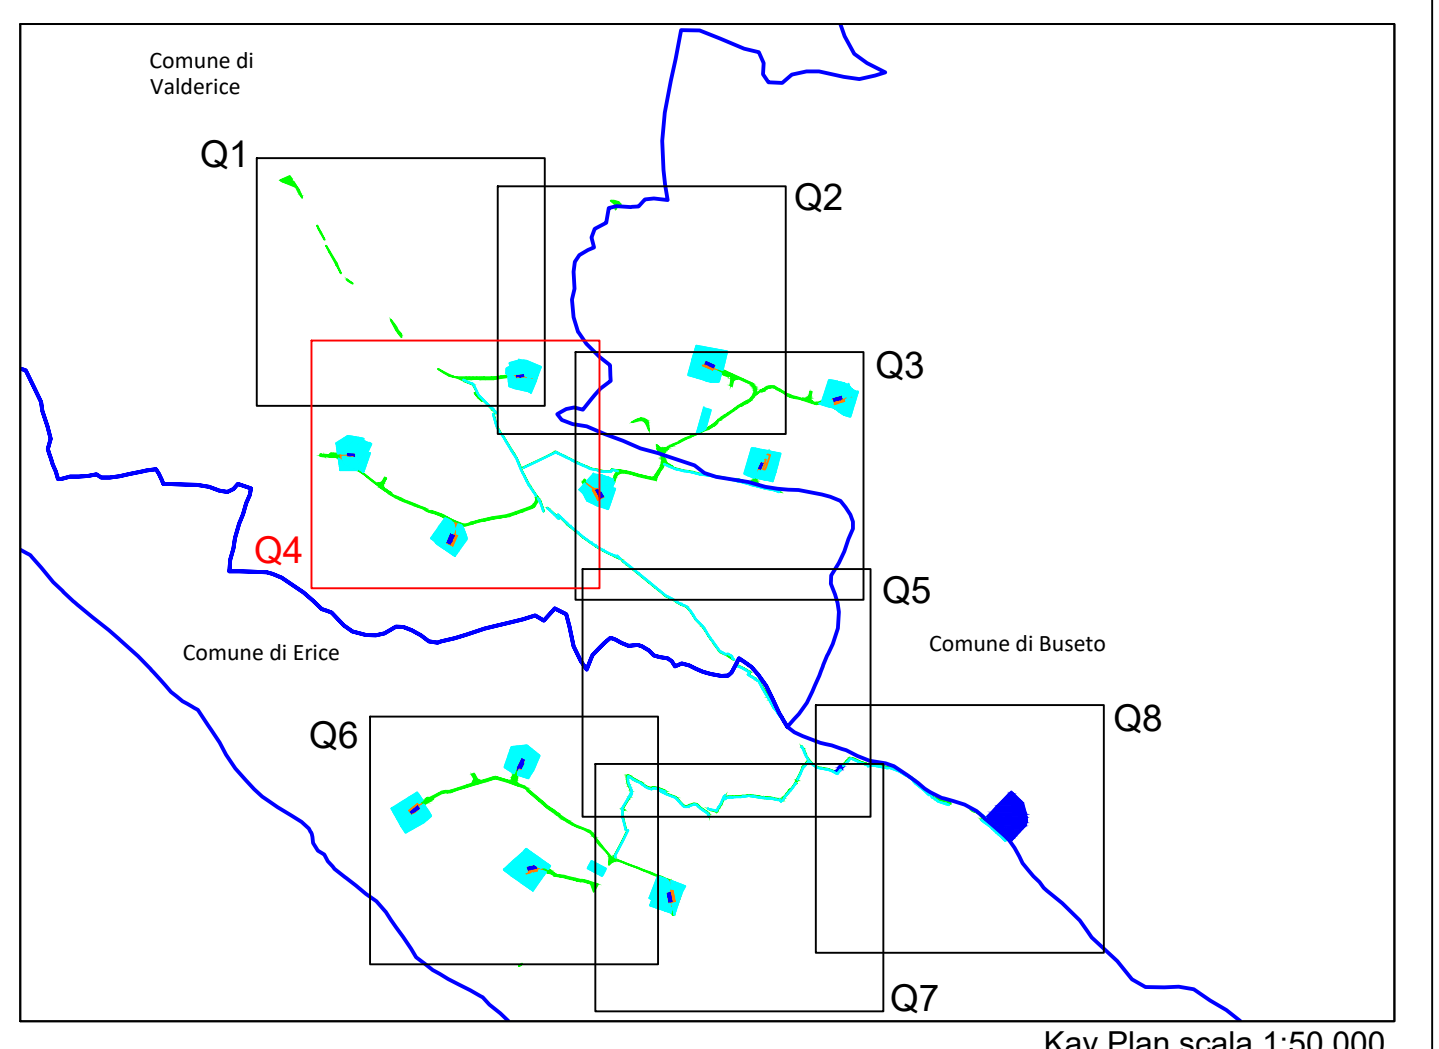 Comune di
Valderice
Q1
Q2
Q3
Q4
Q5
Comune di Erice
Comune di Buseto
Q6
Q8
Q7
Kay Plan scala 1:50.000